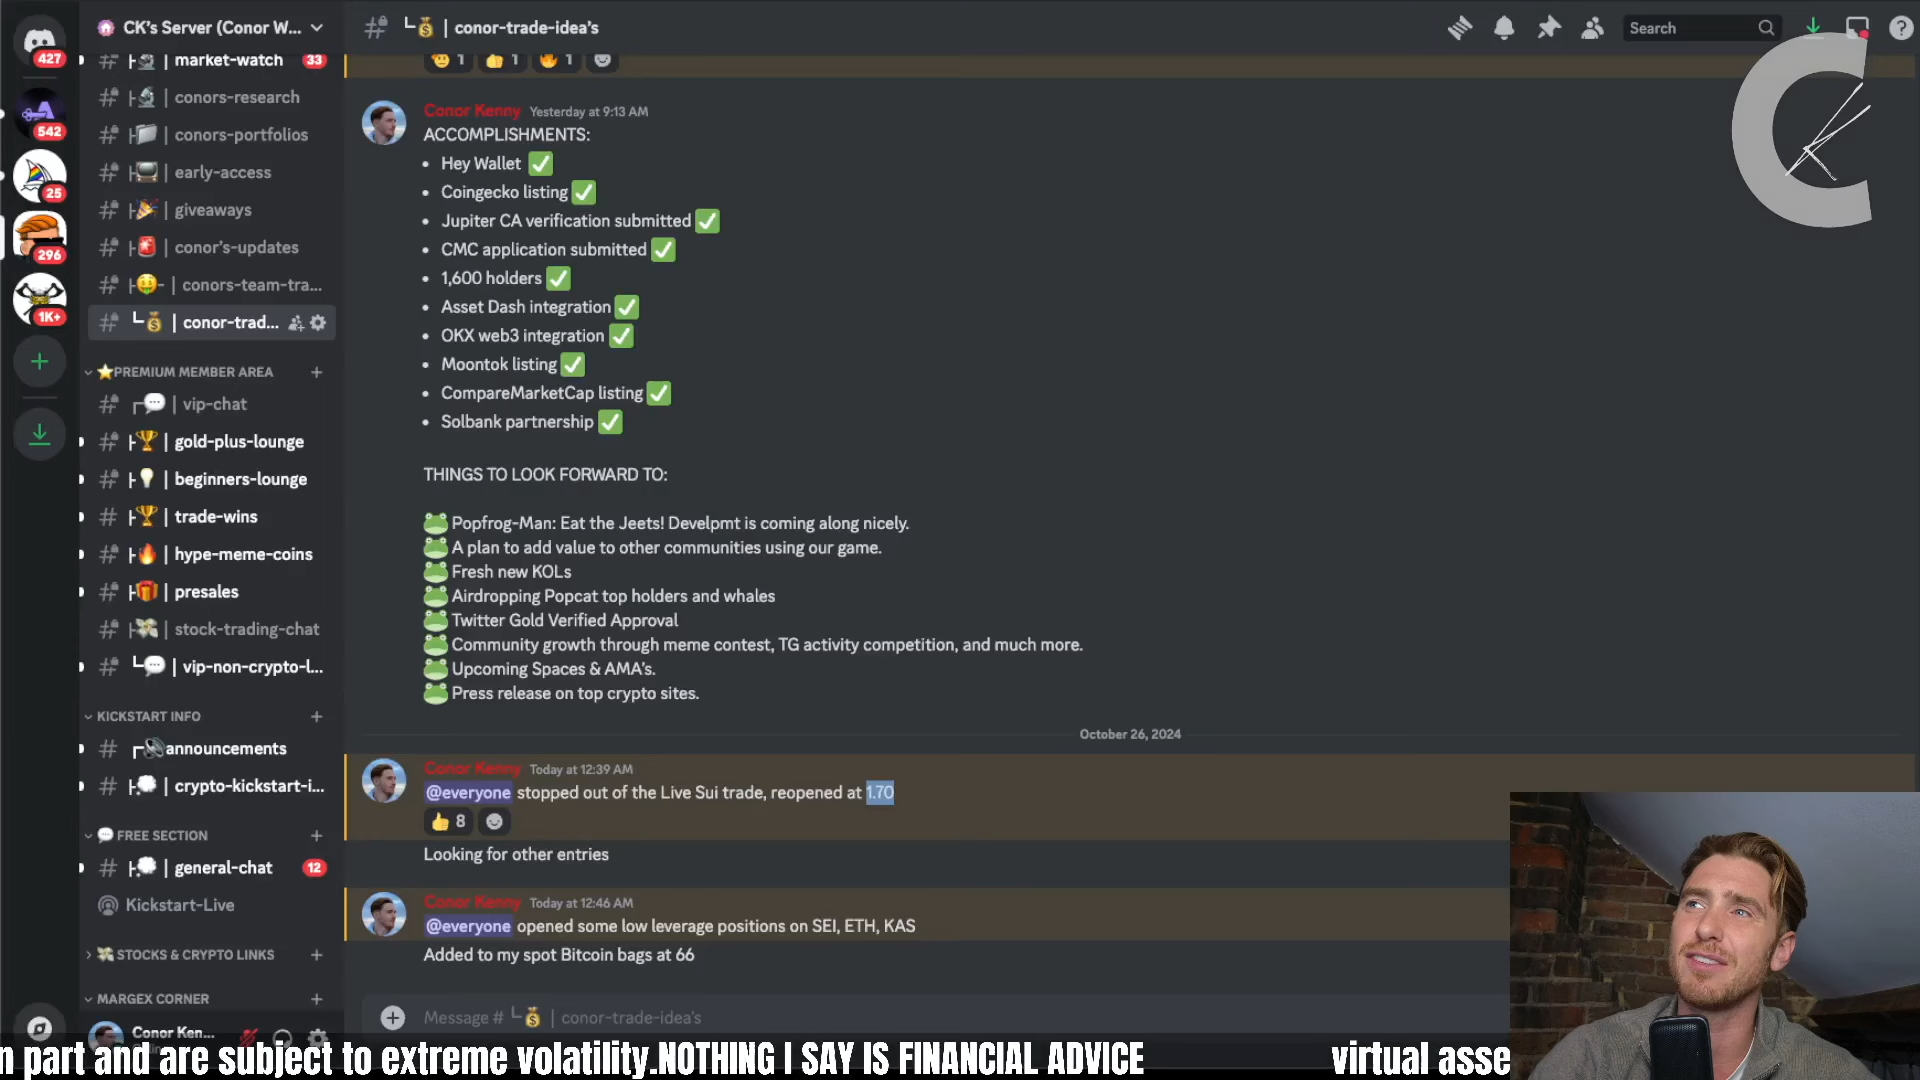 CK's Server (Conor W...
└💰 | conor-trade-idea's
Search
427
542
25
296
1K+
market-watch 33
conors-research
conors-portfolios
early-access
giveaways
conor's-updates
conors-team-tra...
conor-trad...
⭐PREMIUM MEMBER AREA
vip-chat
gold-plus-lounge
beginners-lounge
trade-wins
hype-meme-coins
presales
stock-trading-chat
vip-non-crypto-l...
KICKSTART INFO
announcements
crypto-kickstart-i...
FREE SECTION
general-chat 12
Kickstart-Live
STOCKS & CRYPTO LINKS
MARGEX CORNER
Conor Ken...
1 1 1
Conor Kenny Yesterday at 9:13 AM
ACCOMPLISHMENTS:
• Hey Wallet ✅
• Coingecko listing ✅
• Jupiter CA verification submitted ✅
• CMC application submitted ✅
• 1,600 holders ✅
• Asset Dash integration ✅
• OKX web3 integration ✅
• Moontok listing ✅
• CompareMarketCap listing ✅
• Solbank partnership ✅
THINGS TO LOOK FORWARD TO:
🐸 Popfrog-Man: Eat the Jeets! Develpmt is coming along nicely.
🐸 A plan to add value to other communities using our game.
🐸 Fresh new KOLs
🐸 Airdropping Popcat top holders and whales
🐸 Twitter Gold Verified Approval
🐸 Community growth through meme contest, TG activity competition, and much more.
🐸 Upcoming Spaces & AMA's.
🐸 Press release on top crypto sites.
October 26, 2024
Conor Kenny Today at 12:39 AM
@everyone stopped out of the Live Sui trade, reopened at 1.70
👍 8
Looking for other entries
Conor Kenny Today at 12:46 AM
@everyone opened some low leverage positions on SEI, ETH, KAS
Added to my spot Bitcoin bags at 66
Message # └💰 | conor-trade-idea's
n part and are subject to extreme volatility.NOTHING I SAY IS FINANCIAL ADVICE virtual asse